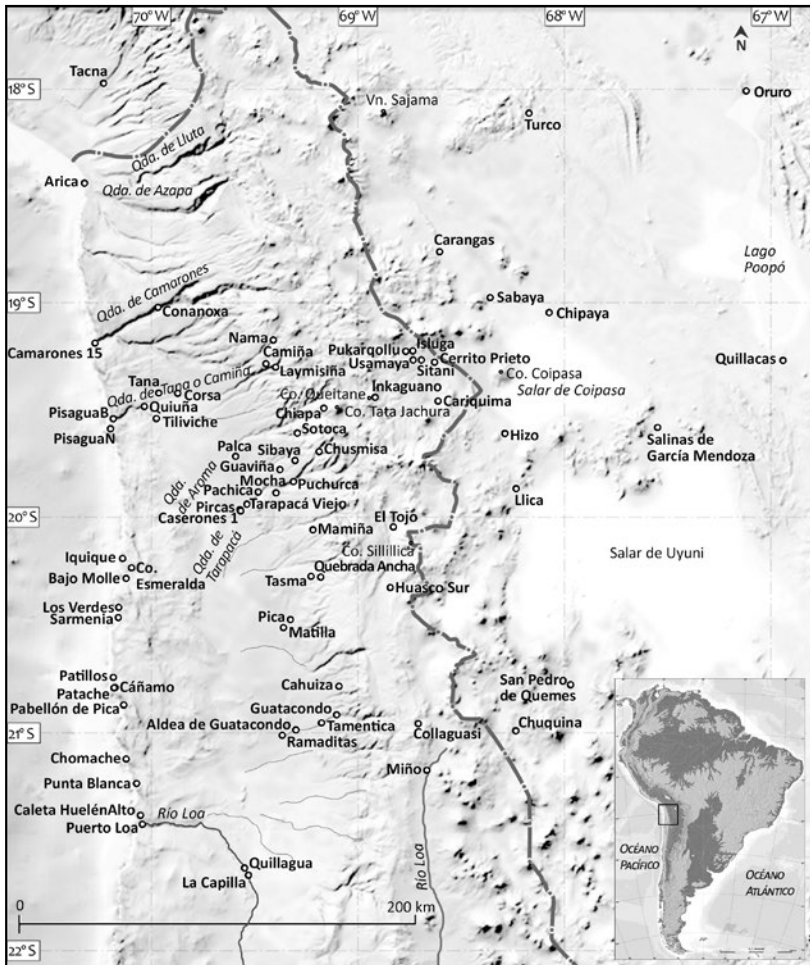 70°W
69°W
68°W
67°W
N
Tacna
18°S
Vn. Sajama
Oruro
Turco
Qda. de Lluta
Arica
Qda. de Azapa
Carangas
Lago
Poopó
Qda. de Camarones
Sabaya
19°S
Conanoxa
Chipaya
Camarones 15
Nama
Pukarqollu
Isluga
Camiña
Usamaya
Cerrito Prieto
Quillacas
Laymisiña
Sitani
Co. Coipasa
Qda. de Tana o Camiña
Tana
Corsa
Co. Queitane
Inkaguano
Salar de Coipasa
Cariquima
PisaguaB
Quiuña
Chiapa
Co. Tata Jachura
Tiliviche
PisaguaN
Sotoca
Hizo
Salinas de
García Mendoza
Palca
Sibaya
Chusmisa
Guaviña
Qda.
de Aroma
Mocha
Puchurca
Pachica
Llica
Pircas
Tarapacá Viejo
Caserones 1
20°S
El Tojo
Mamiña
Qda. de
Tarapacá
Iquique
Co. Sillillica
Salar de Uyuni
Co.
Esmeralda
Quebrada Ancha
Bajo Molle
Tasma
Huasco Sur
Los Verdes
Sarmenia
Pica
Matilla
Patillos
Cáñamo
Cahuiza
San Pedro
de Quemes
Patache
Pabellón de Pica
Guatacondo
Aldea de Guatacondo
Tamentica
Collaguasi
Chuquina
21°S
Ramaditas
Chomache
Miño
Punta Blanca
Caleta HuelénAlto
Río Loa
Puerto Loa
Quillagua
La Capilla
Río Loa
OCÉANO
PACÍFICO
OCÉANO
ATLÁNTICO
0
200 km
22°S